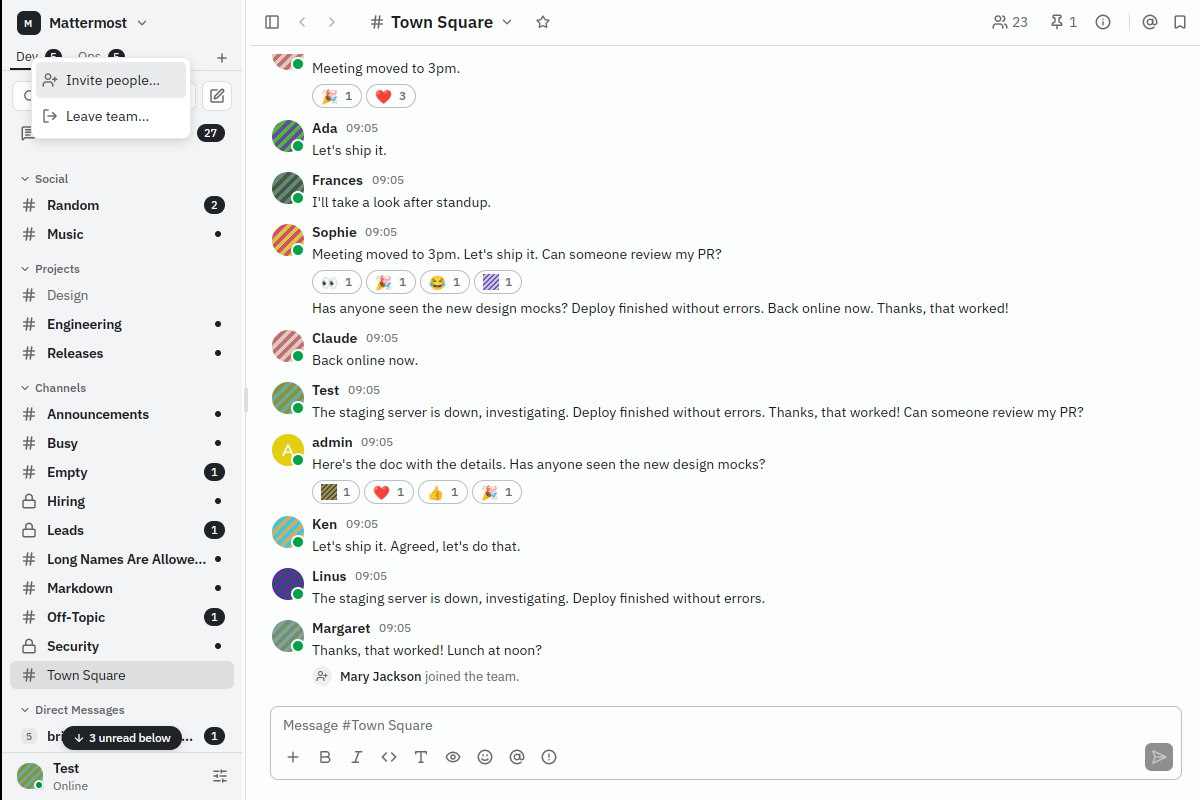 M Mattermost
Dev 5 Ops 5
Invite people...
Leave team...
27
Social
Random 2
Music
Projects
Design
Engineering
Releases
Channels
Announcements
Busy
Empty 1
Hiring
Leads 1
Long Names Are Allowe...
Markdown
Off-Topic 1
Security
Town Square
Direct Messages
5 ... 1
3 unread below
Test
Online
Town Square 23 1
Meeting moved to 3pm.
1 3
Ada 09:05
Let's ship it.
Frances 09:05
I'll take a look after standup.
Sophie 09:05
Meeting moved to 3pm. Let's ship it. Can someone review my PR?
1 1 1 1
Has anyone seen the new design mocks? Deploy finished without errors. Back online now. Thanks, that worked!
Claude 09:05
Back online now.
Test 09:05
The staging server is down, investigating. Deploy finished without errors. Thanks, that worked! Can someone review my PR?
A admin 09:05
Here's the doc with the details. Has anyone seen the new design mocks?
1 1 1 1
Ken 09:05
Let's ship it. Agreed, let's do that.
Linus 09:05
The staging server is down, investigating. Deploy finished without errors.
Margaret 09:05
Thanks, that worked! Lunch at noon?
Mary Jackson joined the team.
Message #Town Square